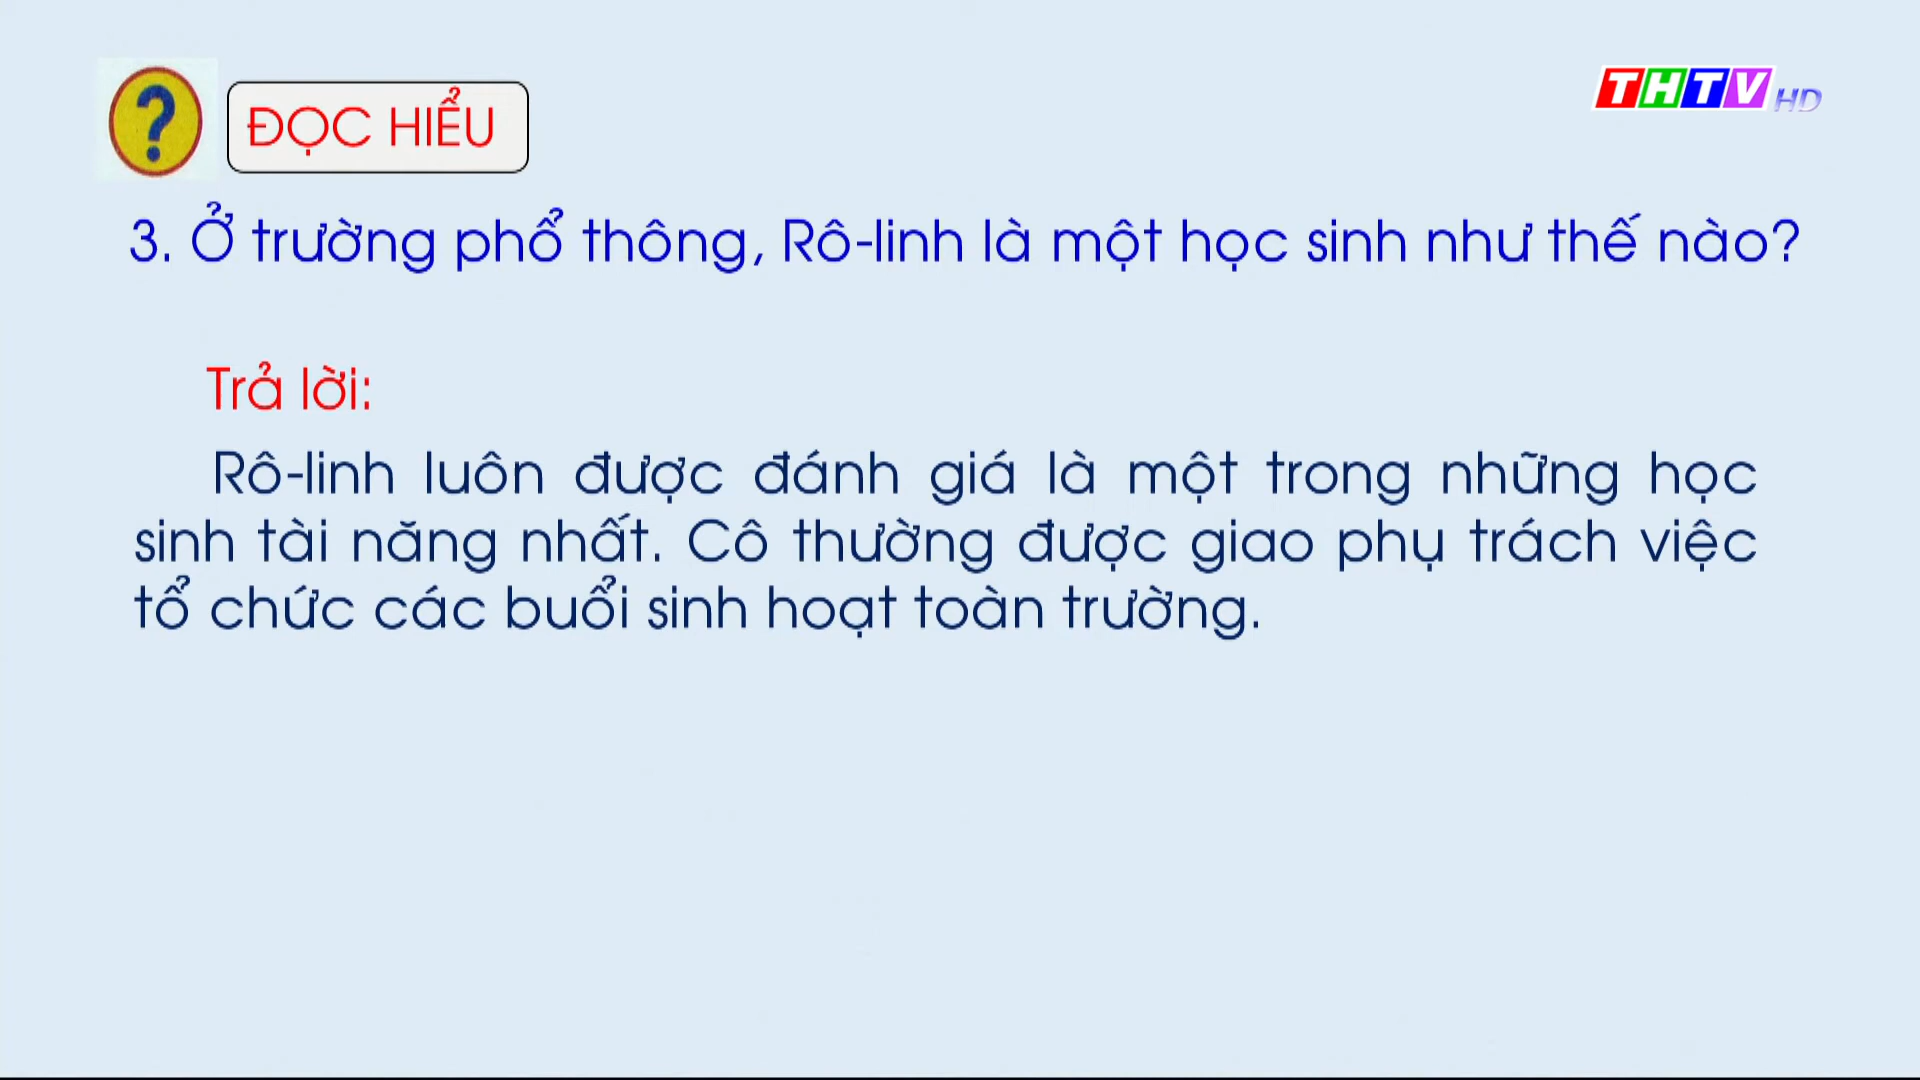 ?
ĐỌC HIỂU
THTV HD
3. Ở trường phổ thông, Rô-linh là một học sinh như thế nào?
Trả lời:
Rô-linh luôn được đánh giá là một trong những học
sinh tài năng nhất. Cô thường được giao phụ trách việc
tổ chức các buổi sinh hoạt toàn trường.